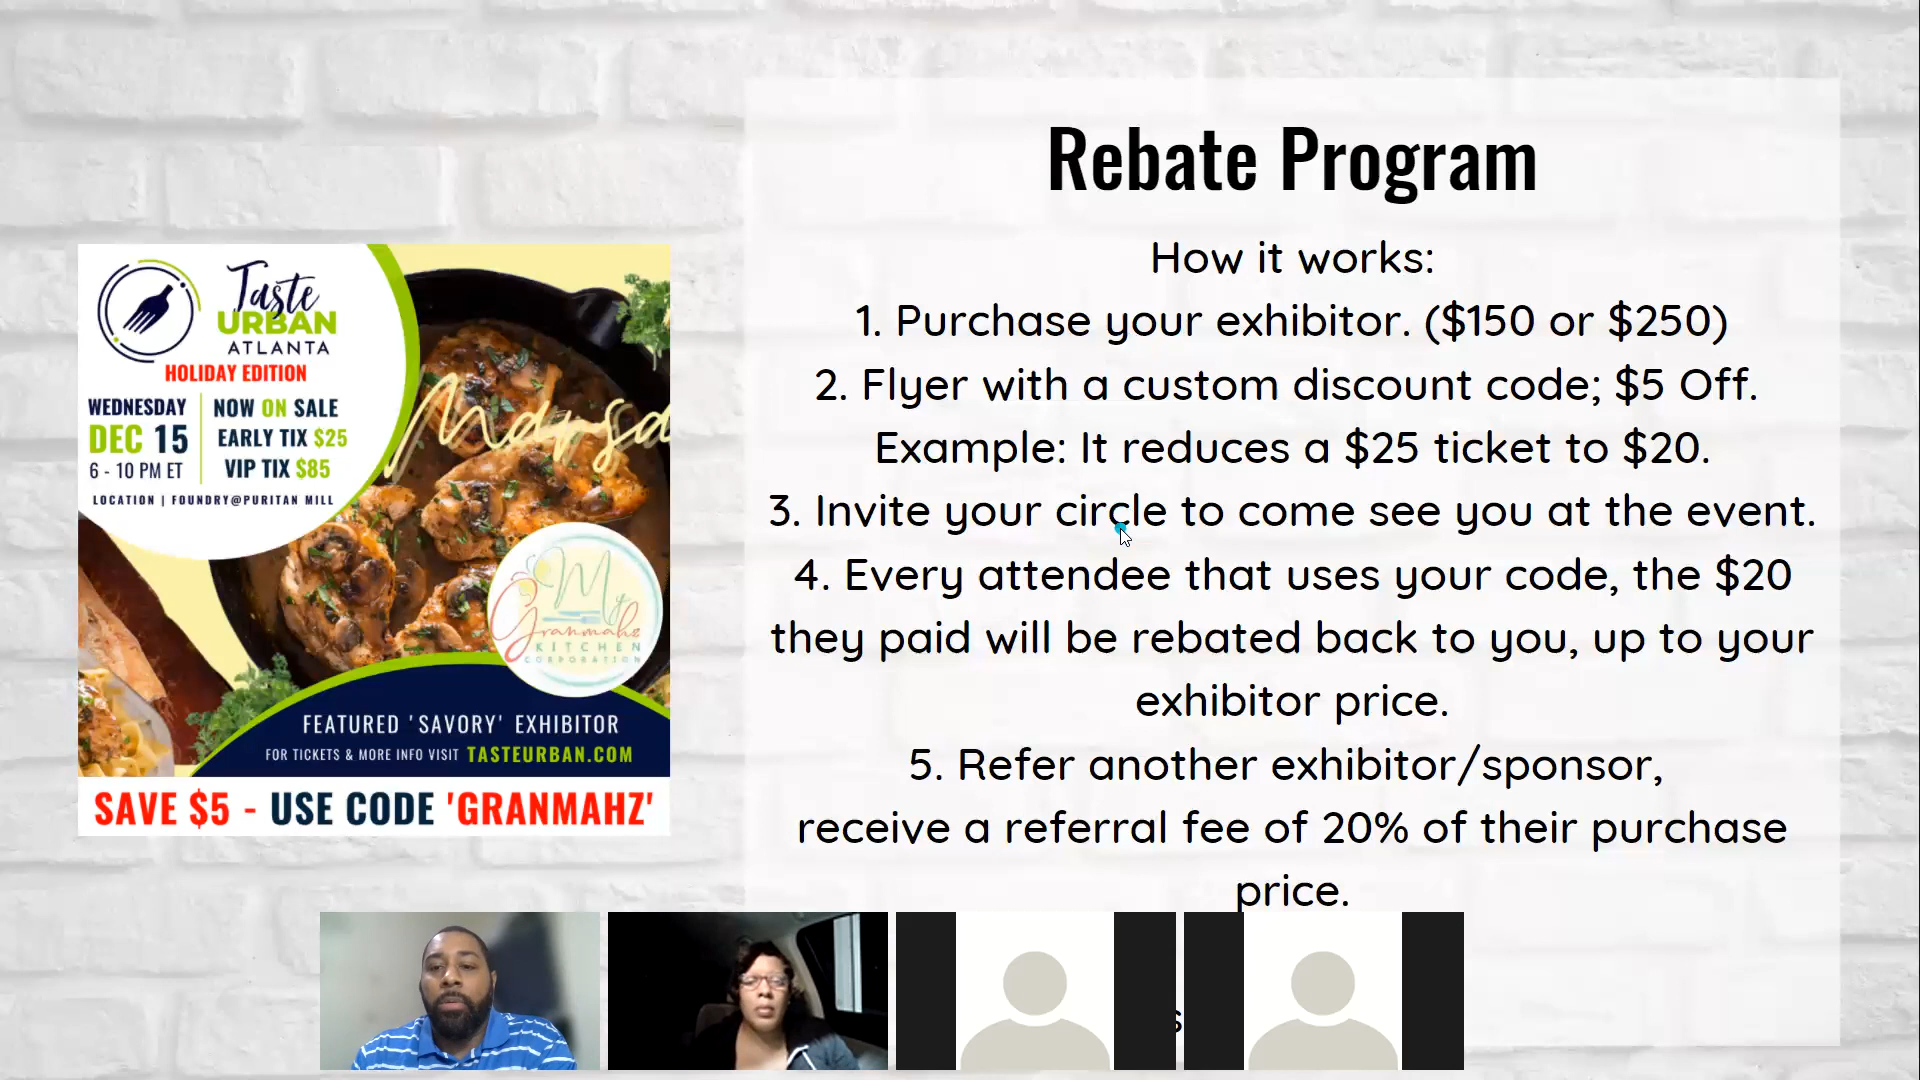 Taste
URBAN
ATLANTA
HOLIDAY EDITION
WEDNESDAY
DEC 15
6 - 10 PM ET
NOW ON SALE
EARLY TIX $25
VIP TIX $85
LOCATION | FOUNDRY@PURITAN MILL
My
Granmahz
KITCHEN
CORPORATION
FEATURED 'SAVORY' EXHIBITOR
FOR TICKETS & MORE INFO VISIT TASTEURBAN.COM
SAVE $5 - USE CODE 'GRANMAHZ'
Rebate Program
How it works:
1. Purchase your exhibitor. ($150 or $250)
2. Flyer with a custom discount code; $5 Off.
Example: It reduces a $25 ticket to $20.
3. Invite your circle to come see you at the event.
4. Every attendee that uses your code, the $20
they paid will be rebated back to you, up to your
exhibitor price.
5. Refer another exhibitor/sponsor,
receive a referral fee of 20% of their purchase
price.